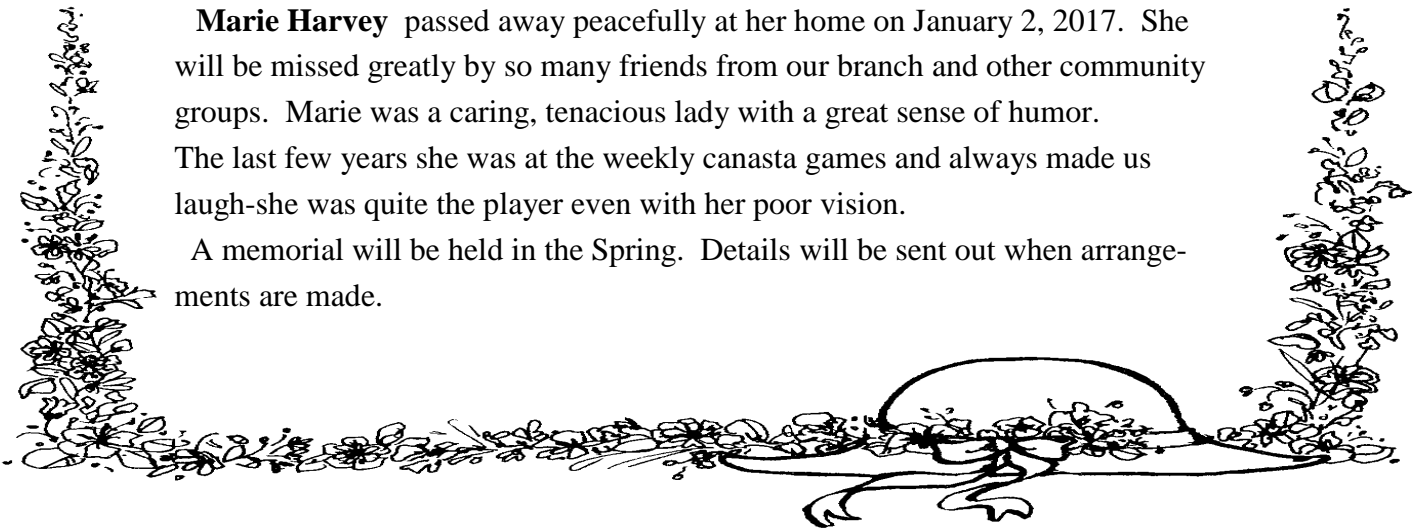 Marie Harvey passed away peacefully at her home on January 2, 2017. She
will be missed greatly by so many friends from our branch and other community
groups. Marie was a caring, tenacious lady with a great sense of humor.
The last few years she was at the weekly canasta games and always made us
laugh-she was quite the player even with her poor vision.
A memorial will be held in the Spring. Details will be sent out when arrange-
ments are made.